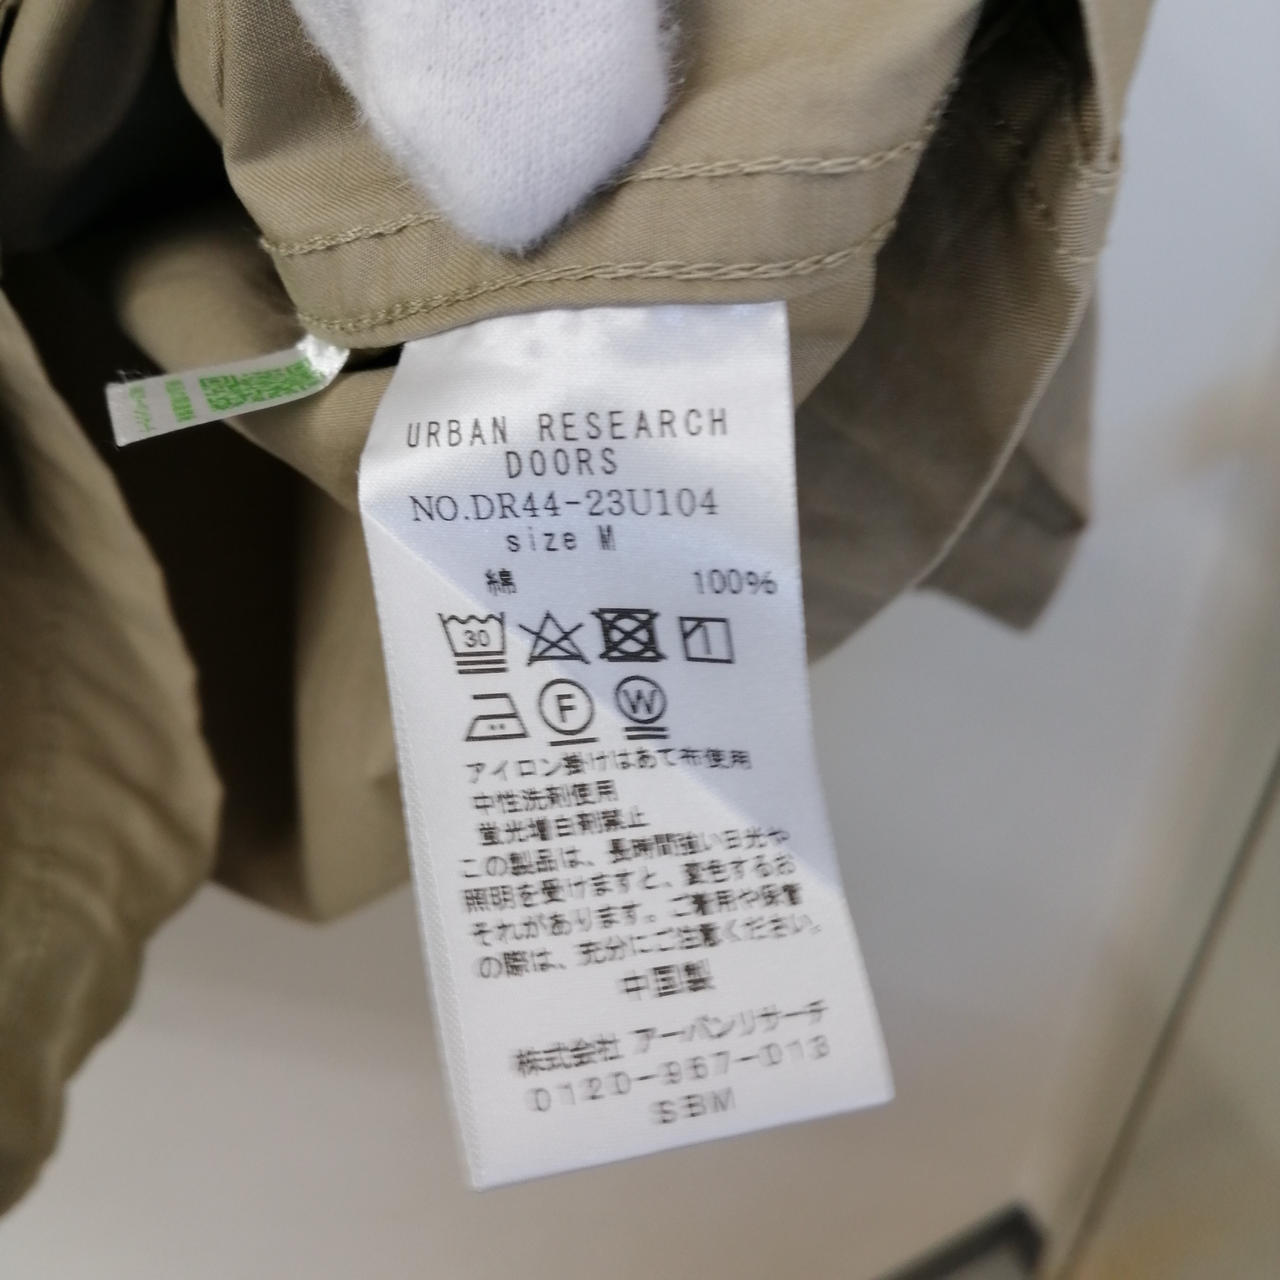 URBAN RESEARCH
DOORS
NO.DR44-23U104
size M
綿 100%
30
F W
アイロン掛けはあて布使用
中性洗剤使用
蛍光増白剤禁止
この製品は、長時間強い日光や
照明を受けますと、変色するお
それがあります。ご着用や保管
の際は、充分にご注意ください。
中国製
株式会社 アーバンリサーチ
0120-967-013
SBM